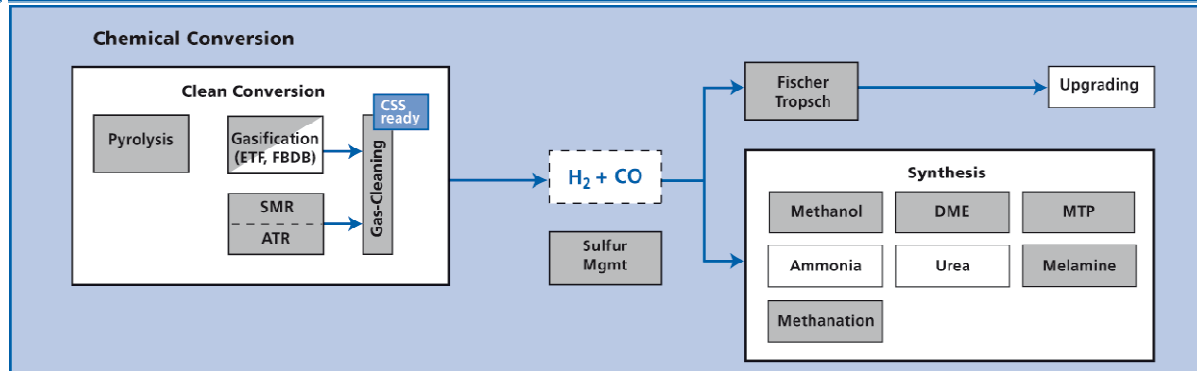 Chemical Conversion
Clean Conversion
CSS
ready
Pyrolysis
Gasification
(ETF, FBDB)
SMR
ATR
Gas-Cleaning
H₂ + CO
Sulfur
Mgmt
Fischer
Tropsch
Upgrading
Synthesis
Methanol
DME
MTP
Ammonia
Urea
Melamine
Methanation